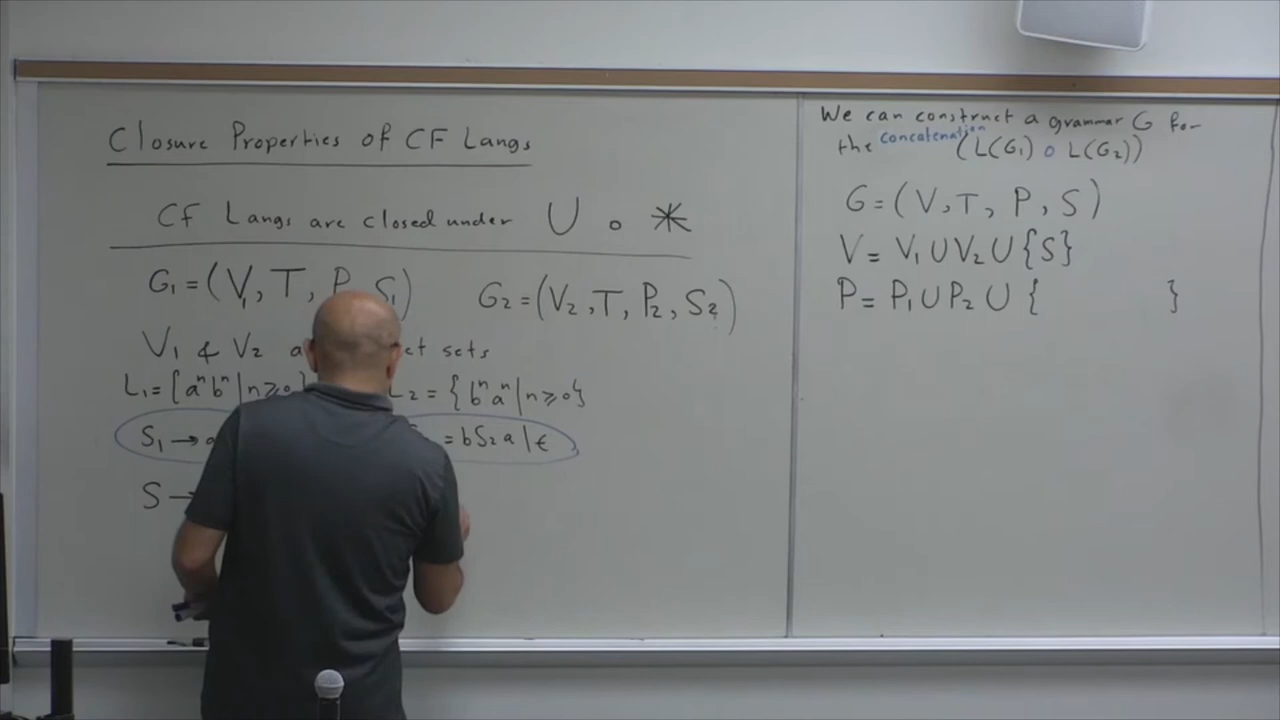 Closure Properties of CF Langs
CF Langs are closed under ∪ ∘ *
G₁=(V₁,T,P S₁) G₂=(V₂,T,P₂,S₂)
V₁ & V₂ sets
L₁={aⁿbⁿ|n≥0} L₂={bⁿaⁿ|n≥0}
S₁→a =bS₂a|ϵ
S→
We can construct a grammar G for
the concatenation (L(G₁) ∘ L(G₂))
G=(V,T,P,S)
V=V₁∪V₂∪{S}
P=P₁∪P₂∪{ }